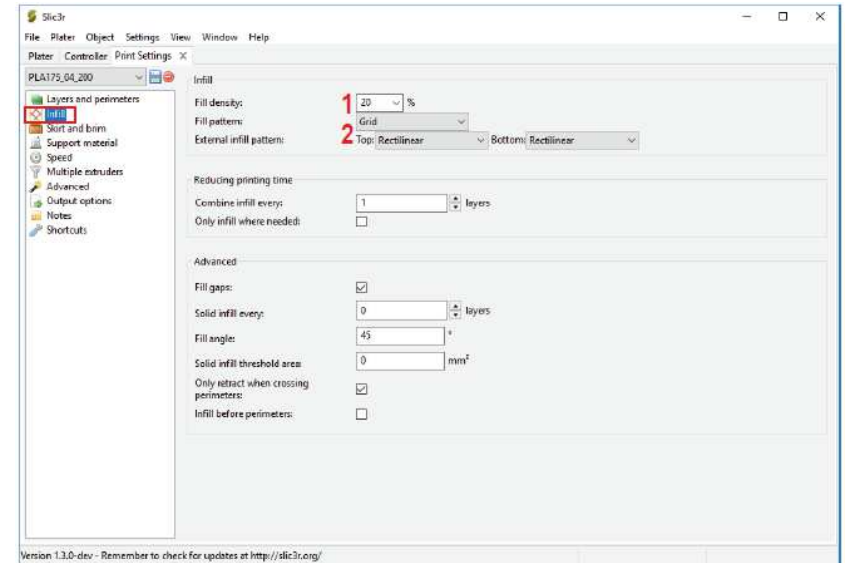 Slic3r
File Plater Object Settings View Window Help
Plater Controller Print Settings
PLA175_04_200
Layers and perimeters
Infill
Skirt and brim
Support material
Speed
Multiple extruders
Advanced
Output options
Notes
Shortcuts
Infill
Fill density: 1 20 %
Fill pattern: Grid
External infill pattern: 2 Top: Rectilinear Bottom: Rectilinear
Reducing printing time
Combine infill every: 1 layers
Only infill where needed:
Advanced
Fill gaps:
Solid infill every: 0 layers
Fill angle: 45 °
Solid infill threshold area: 0 mm²
Only retract when crossing
perimeters:
Infill before perimeters:
Version 1.3.0-dev - Remember to check for updates at http://slic3r.org/